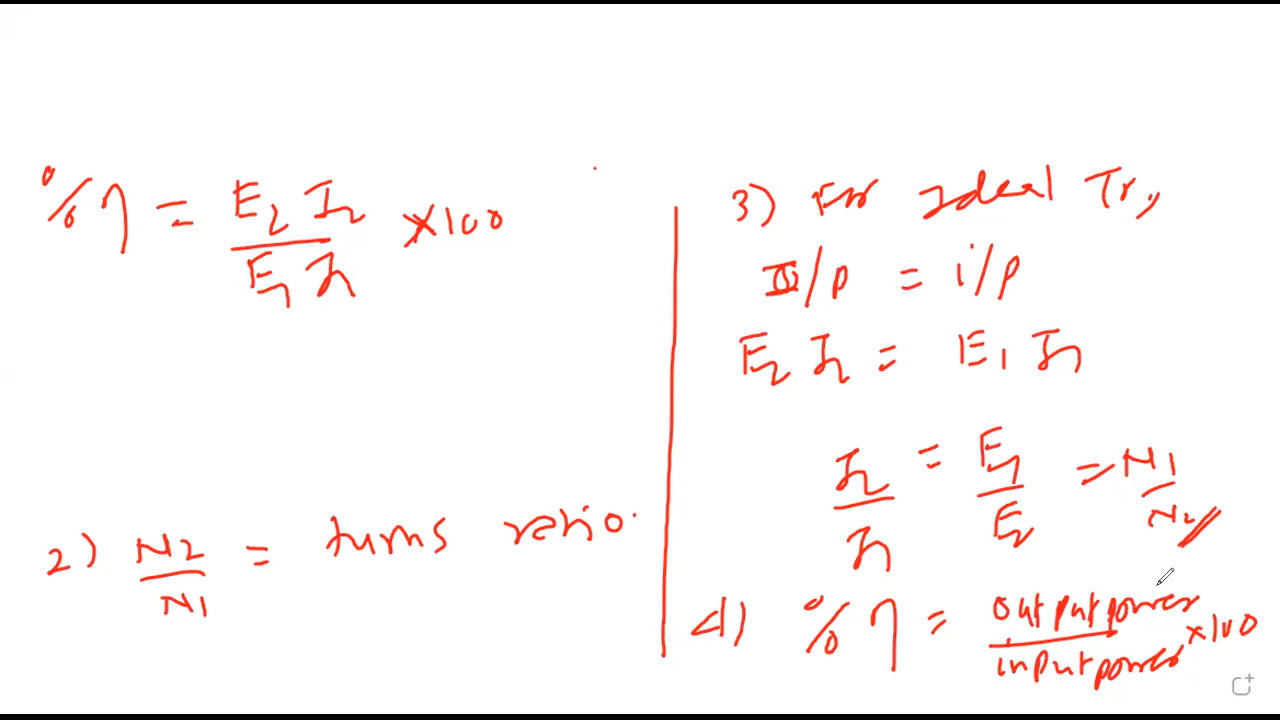 %η = E2 I2 / E1 I1 ×100
2) N2 / N1 = turns ratio.
3) For Ideal Tr,
O/p = i/p
E2 I2 = E1 I1
I2 / I1 = E1 / E2 = N1 / N2
4) %η = output power / input power ×100